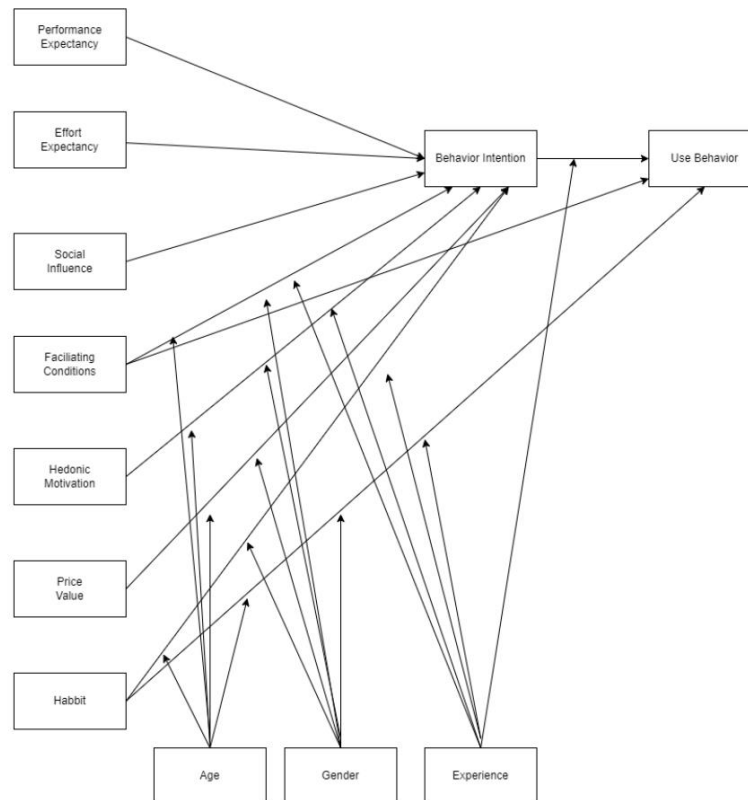 Performance
Expectancy
Effort
Expectancy
Behavior Intention
Use Behavior
Social
Influence
Faciliating
Conditions
Hedonic
Motivation
Price
Value
Habbit
Age
Gender
Experience